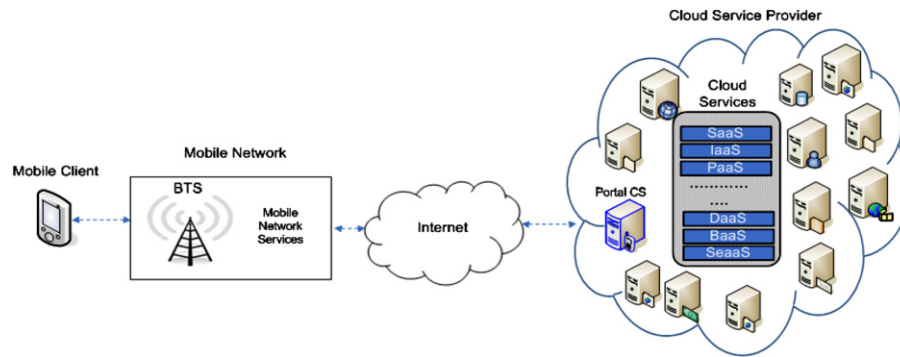 Cloud Service Provider
Cloud
Services
SaaS
IaaS
PaaS
............
....
DaaS
BaaS
SeaaS
Portal CS
Mobile Network
Mobile Client
BTS
Mobile
Network
Services
Internet